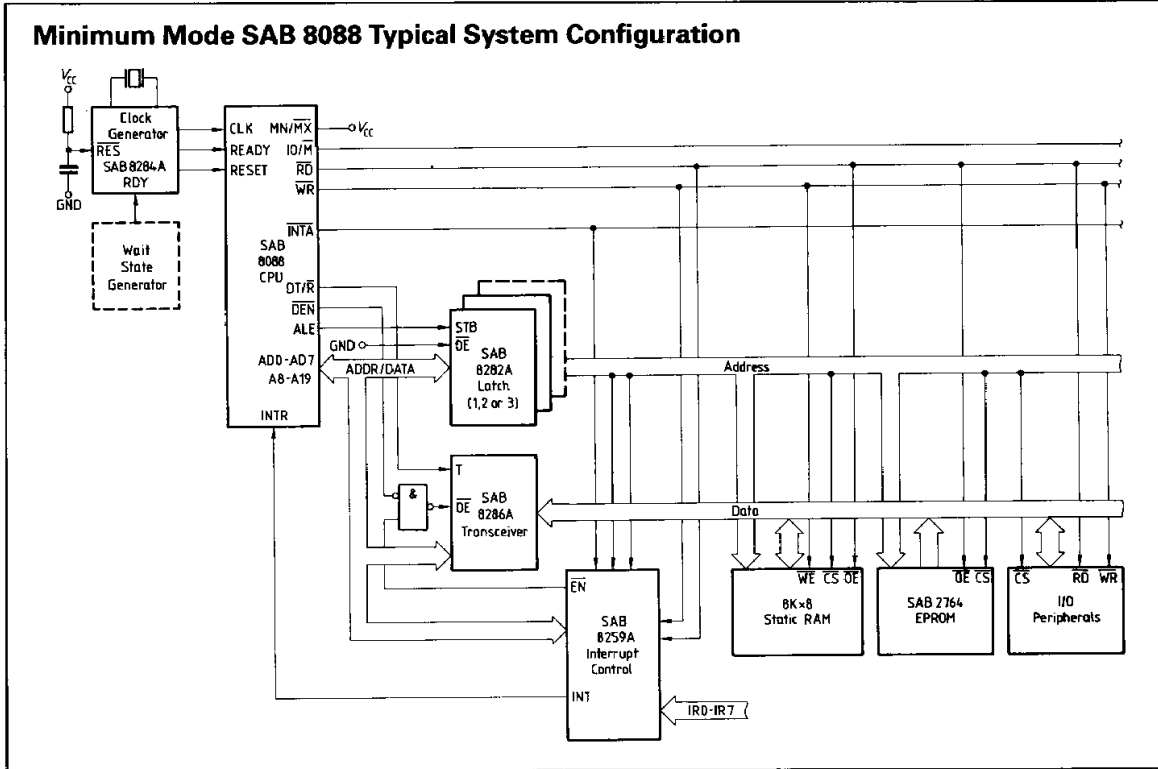 Minimum Mode SAB 8088 Typical System Configuration
VCC
Clock
Generator
RES
SAB 8284A
RDY
GND
Wait
State
Generator
CLK
READY
RESET
MN/MX
VCC
IO/M
RD
WR
INTA
SAB
8088
CPU
DT/R
DEN
ALE
AD0-AD7
A8-A19
INTR
ADDR/DATA
GND
STB
OE
SAB
8282A
Latch
(1,2 or 3)
Address
T
OE
SAB
8286A
Transceiver
&
Data
EN
SAB
8259A
Interrupt
Control
INT
IR0-IR7
WE CS OE
8K×8
Static RAM
OE CS
SAB 2764
EPROM
CS RD WR
I/O
Peripherals